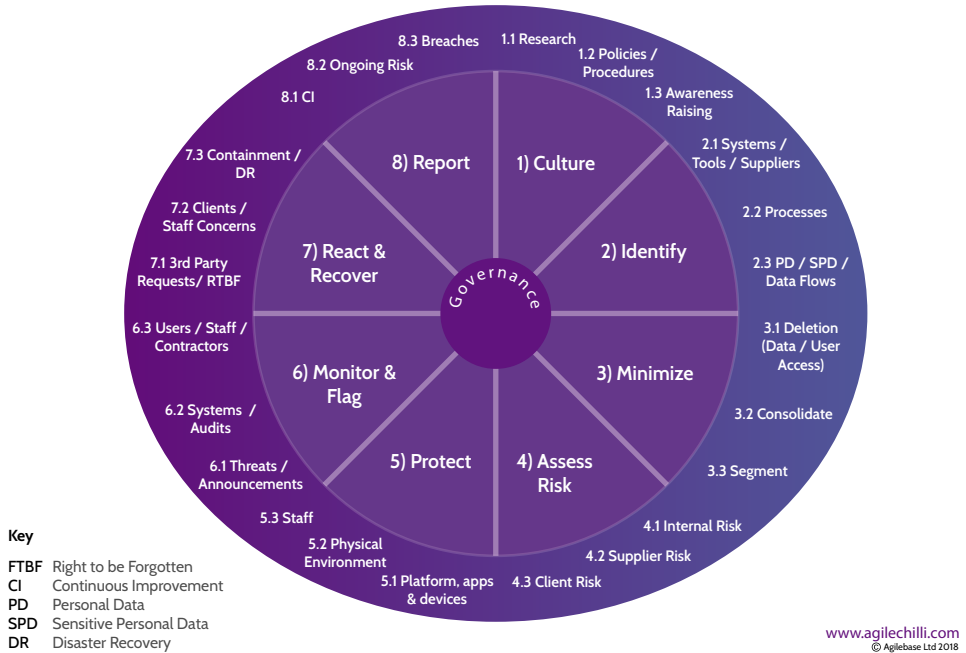 8.3 Breaches
1.1 Research
8.2 Ongoing Risk
1.2 Policies /
Procedures
8.1 CI
1.3 Awareness
Raising
7.3 Containment /
DR
8) Report
1) Culture
2.1 Systems /
Tools / Suppliers
7.2 Clients /
Staff Concerns
2.2 Processes
7) React &
Recover
2) Identify
7.1 3rd Party
Requests/ RTBF
Governance
2.3 PD / SPD /
Data Flows
6.3 Users / Staff /
Contractors
3.1 Deletion
(Data / User
Access)
6) Monitor &
Flag
3) Minimize
6.2 Systems /
Audits
3.2 Consolidate
5) Protect
4) Assess
Risk
6.1 Threats /
Announcements
3.3 Segment
5.3 Staff
4.1 Internal Risk
5.2 Physical
Environment
4.2 Supplier Risk
5.1 Platform, apps
& devices
4.3 Client Risk
Key
FTBF Right to be Forgotten
CI Continuous Improvement
PD Personal Data
SPD Sensitive Personal Data
DR Disaster Recovery
www.agilechilli.com
© Agilebase Ltd 2018